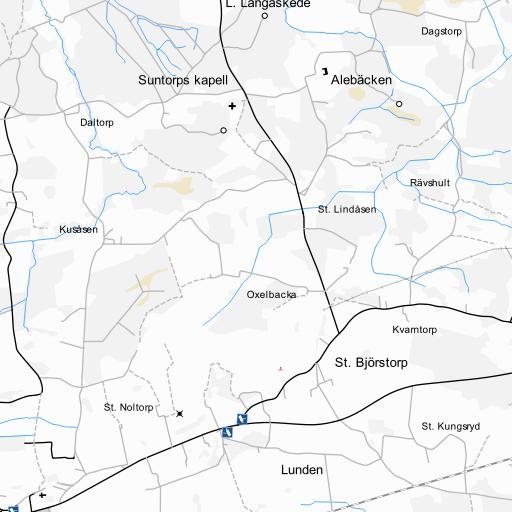 L. Långaskede
Dagstorp
Suntorps kapell
Alebäcken
Daltorp
Rävshult
St. Lindåsen
Kusåsen
Oxelbacka
Kvarntorp
St. Björstorp
St. Noltorp
St. Kungsryd
Lunden